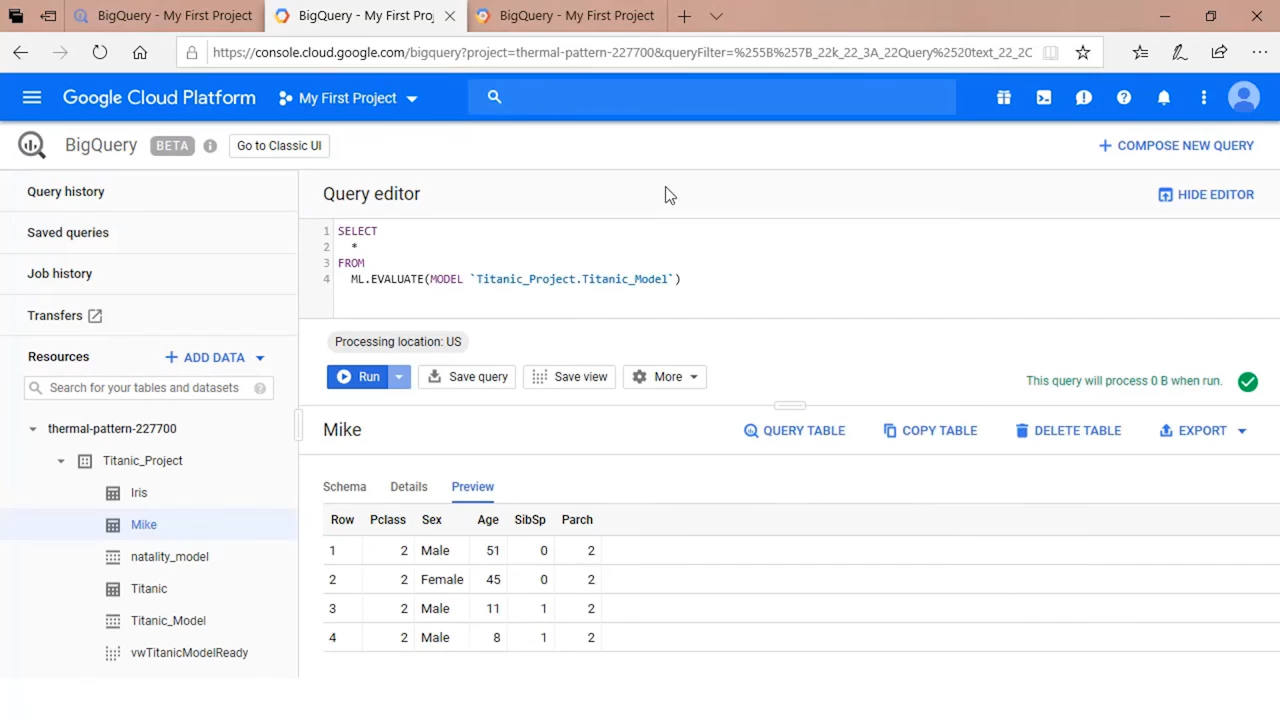 BigQuery - My First Project
BigQuery - My First Proj
BigQuery - My First Project
https://console.cloud.google.com/bigquery?project=thermal-pattern-227700&queryFilter=%255B%257B_22k_22_3A_22Query%2520text_22_2C
Google Cloud Platform
My First Project
BigQuery
BETA
Go to Classic UI
COMPOSE NEW QUERY
Query history
Saved queries
Job history
Transfers
Resources
ADD DATA
Search for your tables and datasets
thermal-pattern-227700
Titanic_Project
Iris
Mike
natality_model
Titanic
Titanic_Model
vwTitanicModelReady
Query editor
HIDE EDITOR
1 SELECT
2 *
3 FROM
4 ML.EVALUATE(MODEL `Titanic_Project.Titanic_Model`)
Processing location: US
Run
Save query
Save view
More
This query will process 0 B when run.
Mike
QUERY TABLE
COPY TABLE
DELETE TABLE
EXPORT
Schema Details Preview
Row Pclass Sex Age SibSp Parch
1 2 Male 51 0 2
2 2 Female 45 0 2
3 2 Male 11 1 2
4 2 Male 8 1 2